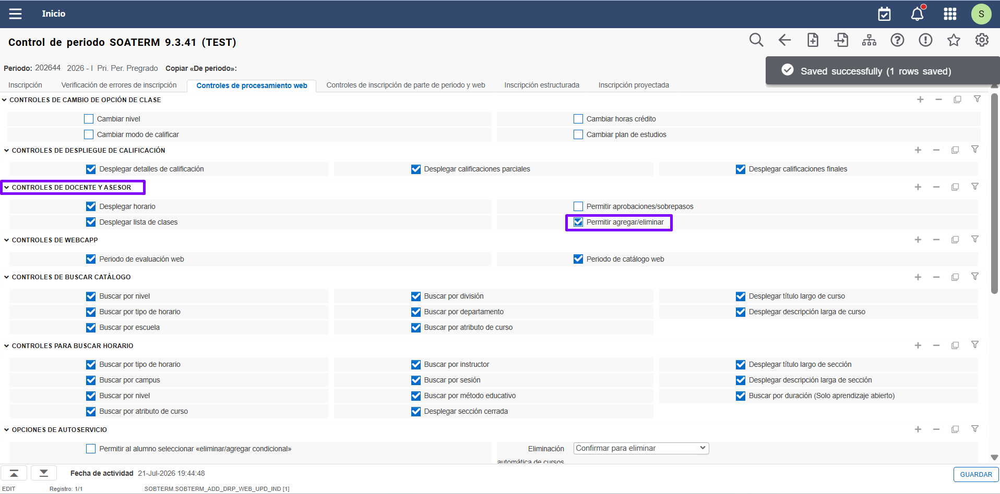 Inicio
S
Control de periodo SOATERM 9.3.41 (TEST)
Periodo: 202644 2026 - I Pri. Per. Pregrado Copiar «De periodo»:
Saved successfully (1 rows saved)
Inscripción Verificación de errores de inscripción Controles de procesamiento web Controles de inscripción de parte de periodo y web Inscripción estructurada Inscripción proyectada
CONTROLES DE CAMBIO DE OPCIÓN DE CLASE
Cambiar nivel Cambiar horas crédito
Cambiar modo de calificar Cambiar plan de estudios
CONTROLES DE DESPLIEGUE DE CALIFICACIÓN
Desplegar detalles de calificación Desplegar calificaciones parciales Desplegar calificaciones finales
CONTROLES DE DOCENTE Y ASESOR
Desplegar horario Permitir aprobaciones/sobrepasos
Desplegar lista de clases Permitir agregar/eliminar
CONTROLES DE WEBCAPP
Periodo de evaluación web Periodo de catálogo web
CONTROLES DE BUSCAR CATÁLOGO
Buscar por nivel Buscar por división Desplegar título largo de curso
Buscar por tipo de horario Buscar por departamento Desplegar descripción larga de curso
Buscar por escuela Buscar por atributo de curso
CONTROLES PARA BUSCAR HORARIO
Buscar por tipo de horario Buscar por instructor Desplegar título largo de sección
Buscar por campus Buscar por sesión Desplegar descripción larga de sección
Buscar por nivel Buscar por método educativo Buscar por duración (Solo aprendizaje abierto)
Buscar por atributo de curso Desplegar sección cerrada
OPCIONES DE AUTOSERVICIO
Permitir al alumno seleccionar «eliminar/agregar condicional» Eliminación Confirmar para eliminar
automática de cursos
Fecha de actividad 21-Jul-2026 19:44:48
GUARDAR
EDIT Registro: 1/1 SOBTERM.SOBTERM_ADD_DRP_WEB_UPD_IND [1]